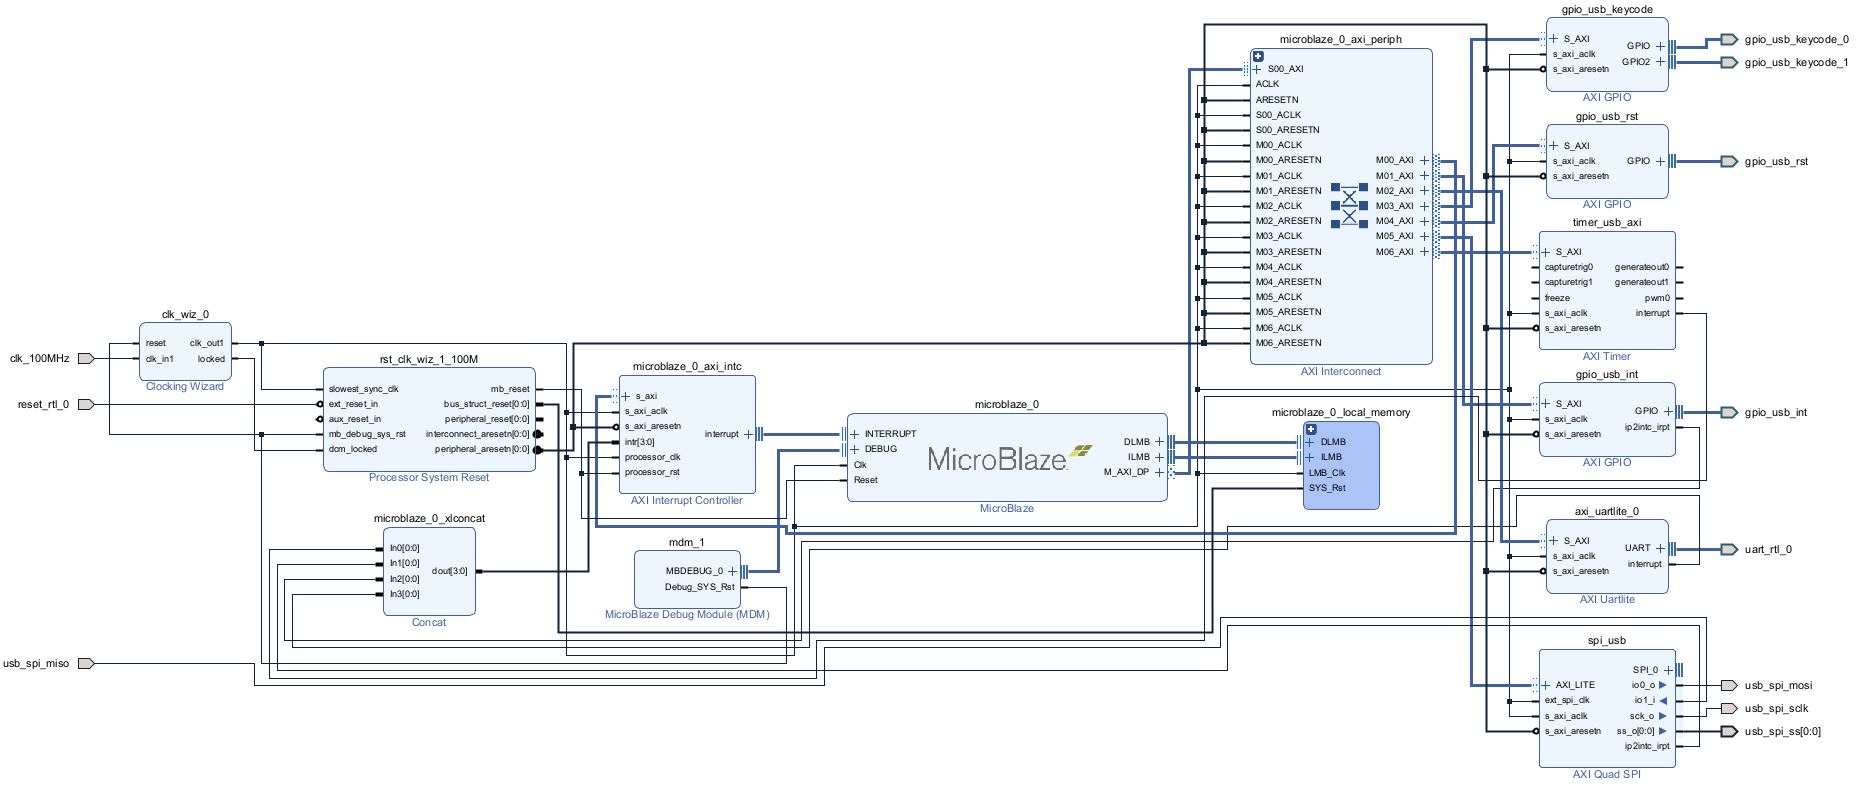 clk_100MHz
reset_rtl_0
usb_spi_miso
clk_wiz_0
reset
clk_in1
clk_out1
locked
Clocking Wizard
rst_clk_wiz_1_100M
slowest_sync_clk
ext_reset_in
aux_reset_in
mb_debug_sys_rst
dcm_locked
mb_reset
bus_struct_reset[0:0]
peripheral_reset[0:0]
interconnect_aresetn[0:0]
peripheral_aresetn[0:0]
Processor System Reset
microblaze_0_xlconcat
In0[0:0]
In1[0:0]
In2[0:0]
In3[0:0]
dout[3:0]
Concat
microblaze_0_axi_intc
s_axi
s_axi_aclk
s_axi_aresetn
intr[3:0]
processor_clk
processor_rst
interrupt
AXI Interrupt Controller
mdm_1
MBDEBUG_0
Debug_SYS_Rst
MicroBlaze Debug Module (MDM)
microblaze_0
INTERRUPT
DEBUG
Clk
Reset
MicroBlaze
DLMB
ILMB
M_AXI_DP
MicroBlaze
microblaze_0_axi_periph
S00_AXI
ACLK
ARESETN
S00_ACLK
S00_ARESETN
M00_ACLK
M00_ARESETN
M01_ACLK
M01_ARESETN
M02_ACLK
M02_ARESETN
M03_ACLK
M03_ARESETN
M04_ACLK
M04_ARESETN
M05_ACLK
M05_ARESETN
M06_ACLK
M06_ARESETN
M00_AXI
M01_AXI
M02_AXI
M03_AXI
M04_AXI
M05_AXI
M06_AXI
AXI Interconnect
microblaze_0_local_memory
DLMB
ILMB
LMB_Clk
SYS_Rst
gpio_usb_keycode
S_AXI
s_axi_aclk
s_axi_aresetn
GPIO
GPIO2
AXI GPIO
gpio_usb_keycode_0
gpio_usb_keycode_1
gpio_usb_rst
S_AXI
s_axi_aclk
s_axi_aresetn
GPIO
AXI GPIO
gpio_usb_rst
timer_usb_axi
S_AXI
capturetrig0
capturetrig1
freeze
s_axi_aclk
s_axi_aresetn
generateout0
generateout1
pwm0
interrupt
AXI Timer
gpio_usb_int
S_AXI
s_axi_aclk
s_axi_aresetn
GPIO
ip2intc_irpt
AXI GPIO
gpio_usb_int
axi_uartlite_0
S_AXI
s_axi_aclk
s_axi_aresetn
UART
interrupt
AXI Uartlite
uart_rtl_0
spi_usb
AXI_LITE
ext_spi_clk
s_axi_aclk
s_axi_aresetn
SPI_0
io0_o
io1_i
sck_o
ss_o[0:0]
ip2intc_irpt
AXI Quad SPI
usb_spi_mosi
usb_spi_sclk
usb_spi_ss[0:0]